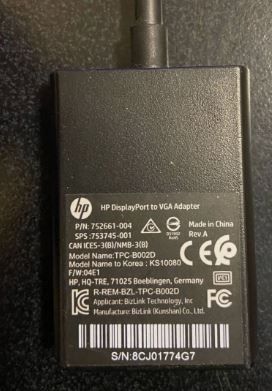 hp
HP DisplayPort to VGA Adapter
P/N: 752661-004
SPS :753745-001
Made in China
Rev.A
CAN ICES-3(B)/NMB-3(B)
Model Name:TPC-B002D
Model Name to Korea : KS10080
F/W:04E1
HP, HQ-TRE, 71025 Boeblingen, Germany
R-REM-BZL-TPC-B002D
Applicant: BizLink Technology, Inc
Manufacture: BizLink (Kunshan) Co., Ltd.
S/N:8CJ01774G7